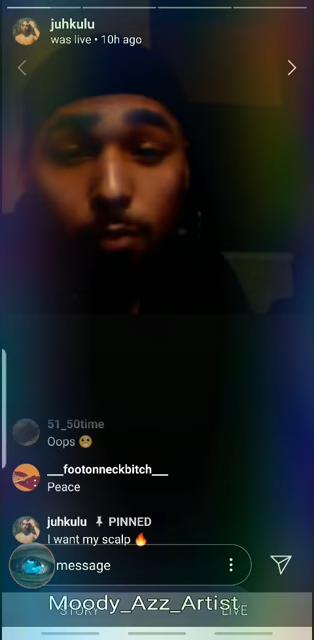 juhkulu
was live • 10h ago
51_50time
Oops 😬
___footonneckbitch___
Peace
juhkulu PINNED
I want my scalp 🔥
message
Moody_Azz_Artist
STORY LIVE